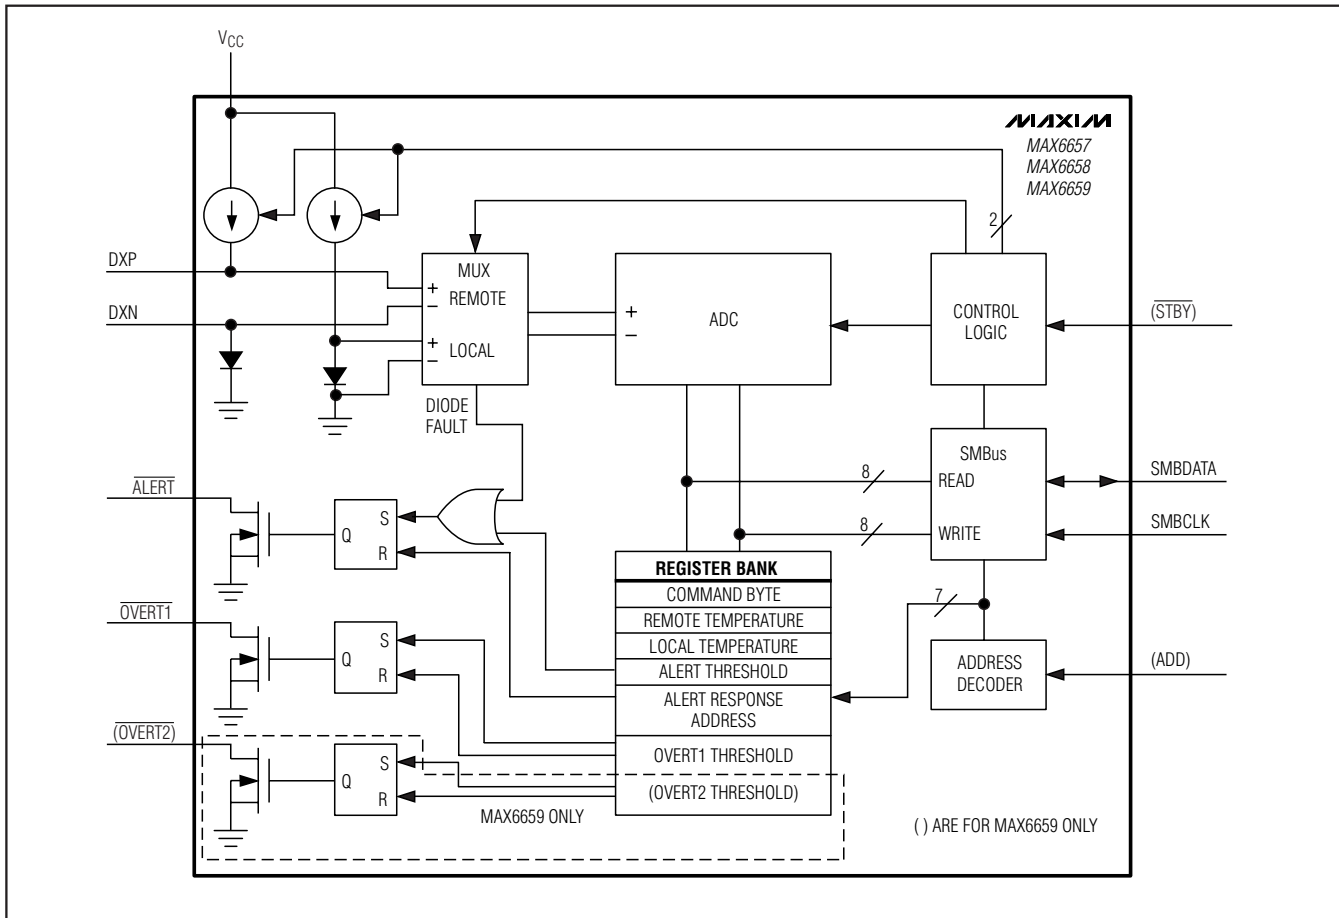 VCC
MAXIM
MAX6657
MAX6658
MAX6659
2
DXP
DXN
MUX
+
REMOTE
−
+
LOCAL
−
+
ADC
−
CONTROL
LOGIC
(STBY)
DIODE
FAULT
SMBus
8
READ
SMBDATA
8
WRITE
SMBCLK
ALERT
S
Q
R
REGISTER BANK
COMMAND BYTE
REMOTE TEMPERATURE
LOCAL TEMPERATURE
ALERT THRESHOLD
ALERT RESPONSE
ADDRESS
OVERT1 THRESHOLD
(OVERT2 THRESHOLD)
7
ADDRESS
DECODER
(ADD)
OVERT1
S
Q
R
(OVERT2)
S
Q
R
MAX6659 ONLY
( ) ARE FOR MAX6659 ONLY